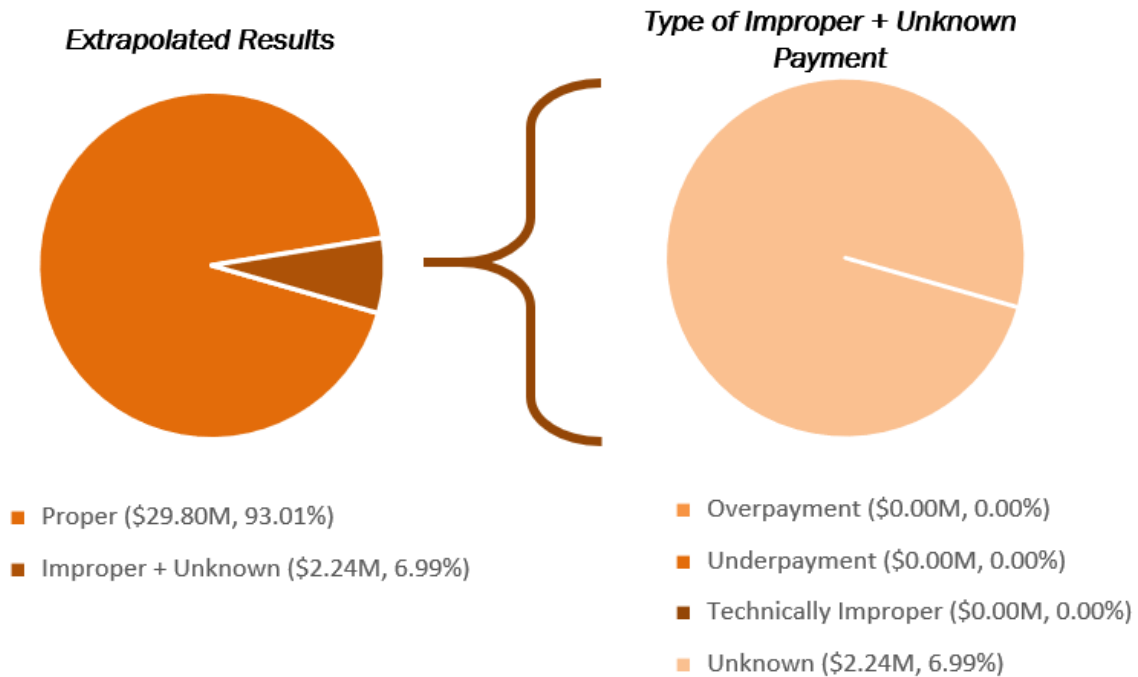 Extrapolated Results
Type of Improper + Unknown
Payment
Proper ($29.80M, 93.01%)
Improper + Unknown ($2.24M, 6.99%)
Overpayment ($0.00M, 0.00%)
Underpayment ($0.00M, 0.00%)
Technically Improper ($0.00M, 0.00%)
Unknown ($2.24M, 6.99%)